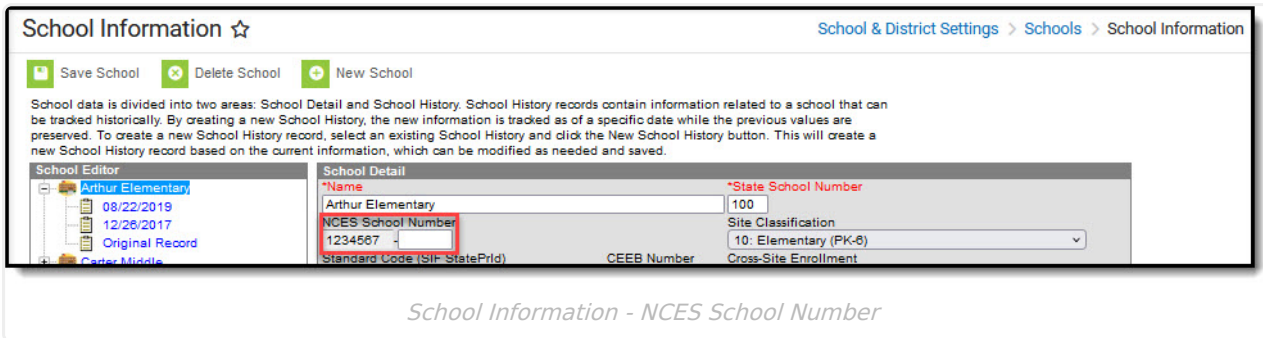 School Information ☆
School & District Settings > Schools > School Information
Save School Delete School New School
School data is divided into two areas: School Detail and School History. School History records contain information related to a school that can
be tracked historically. By creating a new School History, the new information is tracked as of a specific date while the previous values are
preserved. To create a new School History record, select an existing School History and click the New School History button. This will create a
new School History record based on the current information, which can be modified as needed and saved.
School Editor
Arthur Elementary
08/22/2019
12/26/2017
Original Record
Carter Middle
School Detail
*Name *State School Number
Arthur Elementary 100
NCES School Number Site Classification
1234567 - 10: Elementary (PK-6)
Standard Code (SIF StatePrId) CEEB Number Cross-Site Enrollment
School Information - NCES School Number